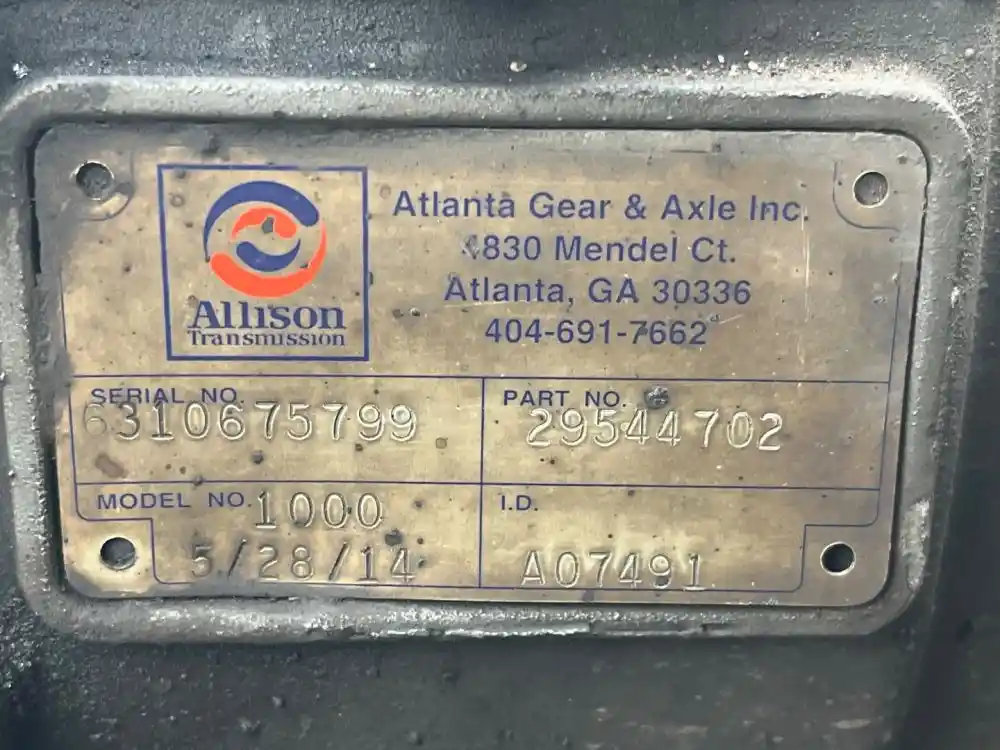 Allison
Transmission
Atlanta Gear & Axle Inc.
4830 Mendel Ct.
Atlanta, GA 30336
404-691-7662
SERIAL NO.
6310675799
PART NO.
29544702
MODEL NO. 1000
5/28/14
I.D.
A07491